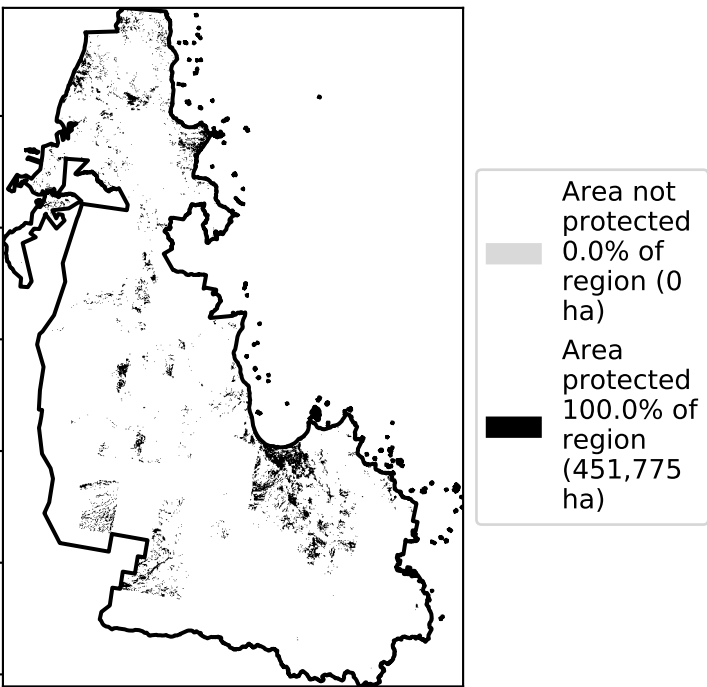 Area not
protected
0.0% of
region (0
ha)
Area
protected
100.0% of
region
(451,775
ha)